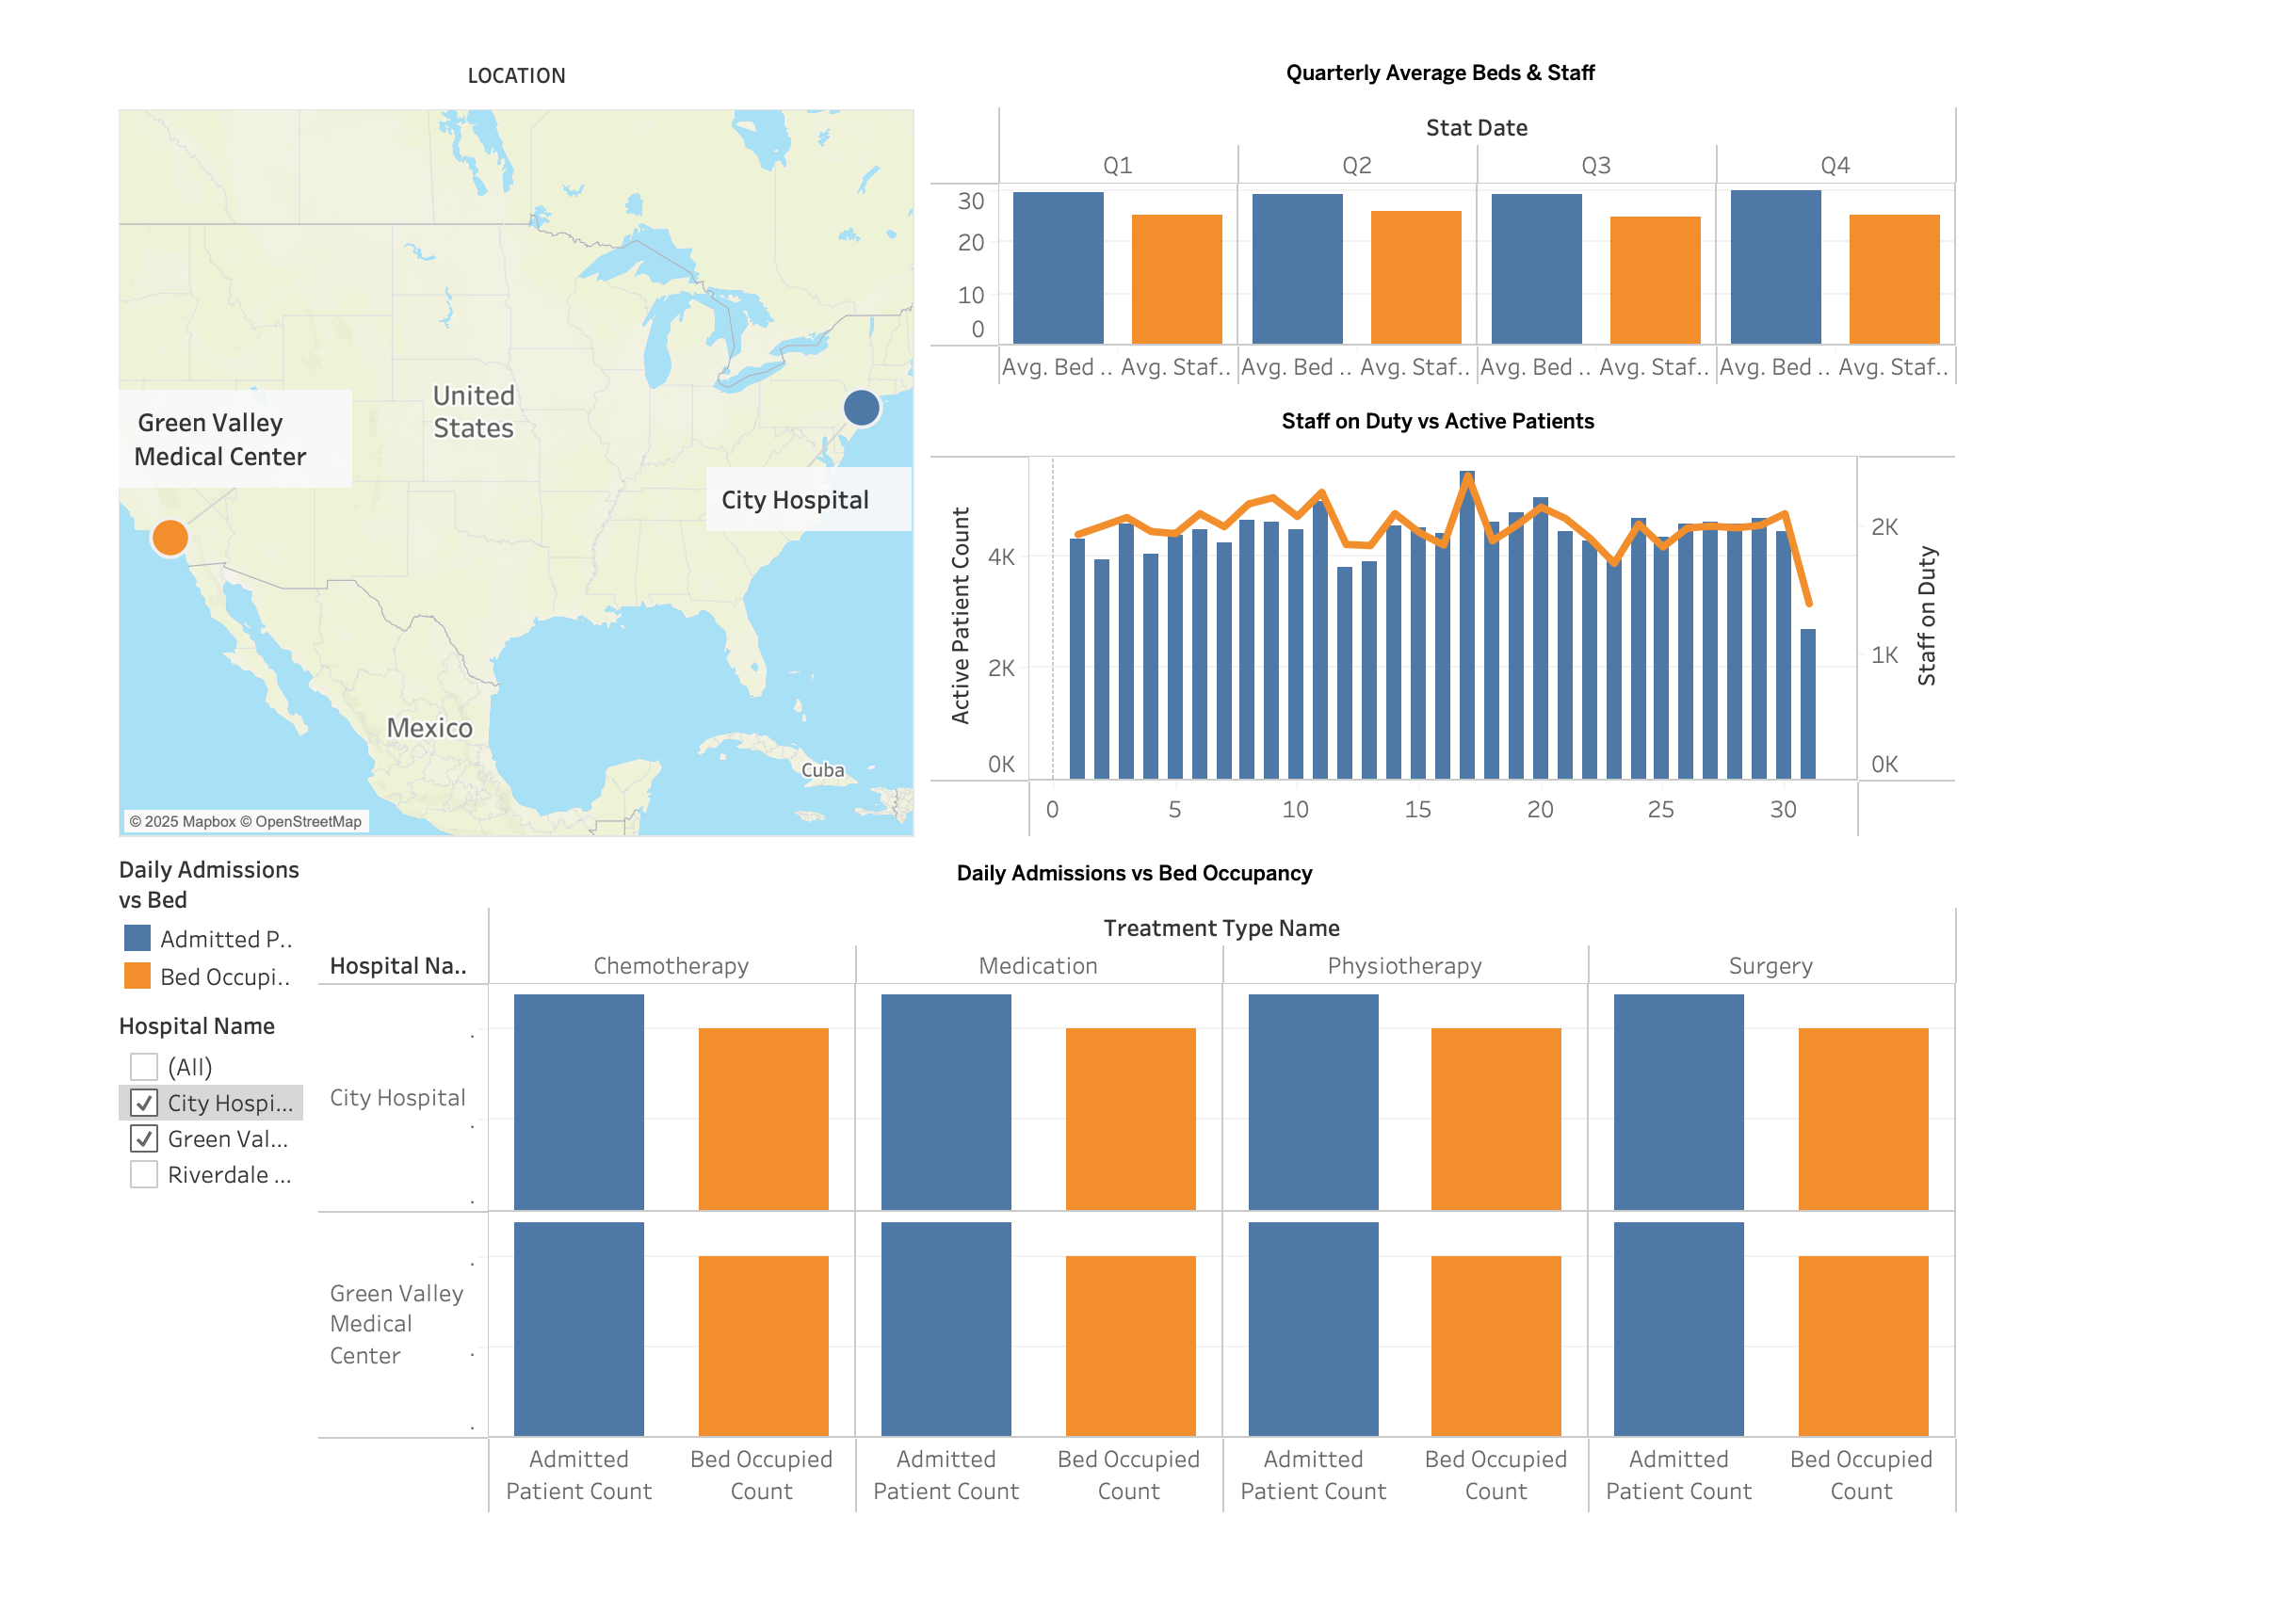 LOCATION
United
States
Green Valley
Medical Center
City Hospital
Mexico
Cuba
© 2025 Mapbox © OpenStreetMap
Quarterly Average Beds & Staff
Stat Date
Q1 Q2 Q3 Q4
30
20
10
0
Avg. Bed .. Avg. Staf.. Avg. Bed .. Avg. Staf.. Avg. Bed .. Avg. Staf.. Avg. Bed .. Avg. Staf..
Staff on Duty vs Active Patients
Active Patient Count
4K
2K
0K
2K
1K
0K
Staff on Duty
0 5 10 15 20 25 30
Daily Admissions
vs Bed
Admitted P..
Bed Occupi..
Hospital Name
(All)
City Hospi...
Green Val...
Riverdale ...
Daily Admissions vs Bed Occupancy
Treatment Type Name
Hospital Na.. Chemotherapy Medication Physiotherapy Surgery
City Hospital
Green Valley
Medical
Center
Admitted Bed Occupied Admitted Bed Occupied Admitted Bed Occupied Admitted Bed Occupied
Patient Count Count Patient Count Count Patient Count Count Patient Count Count